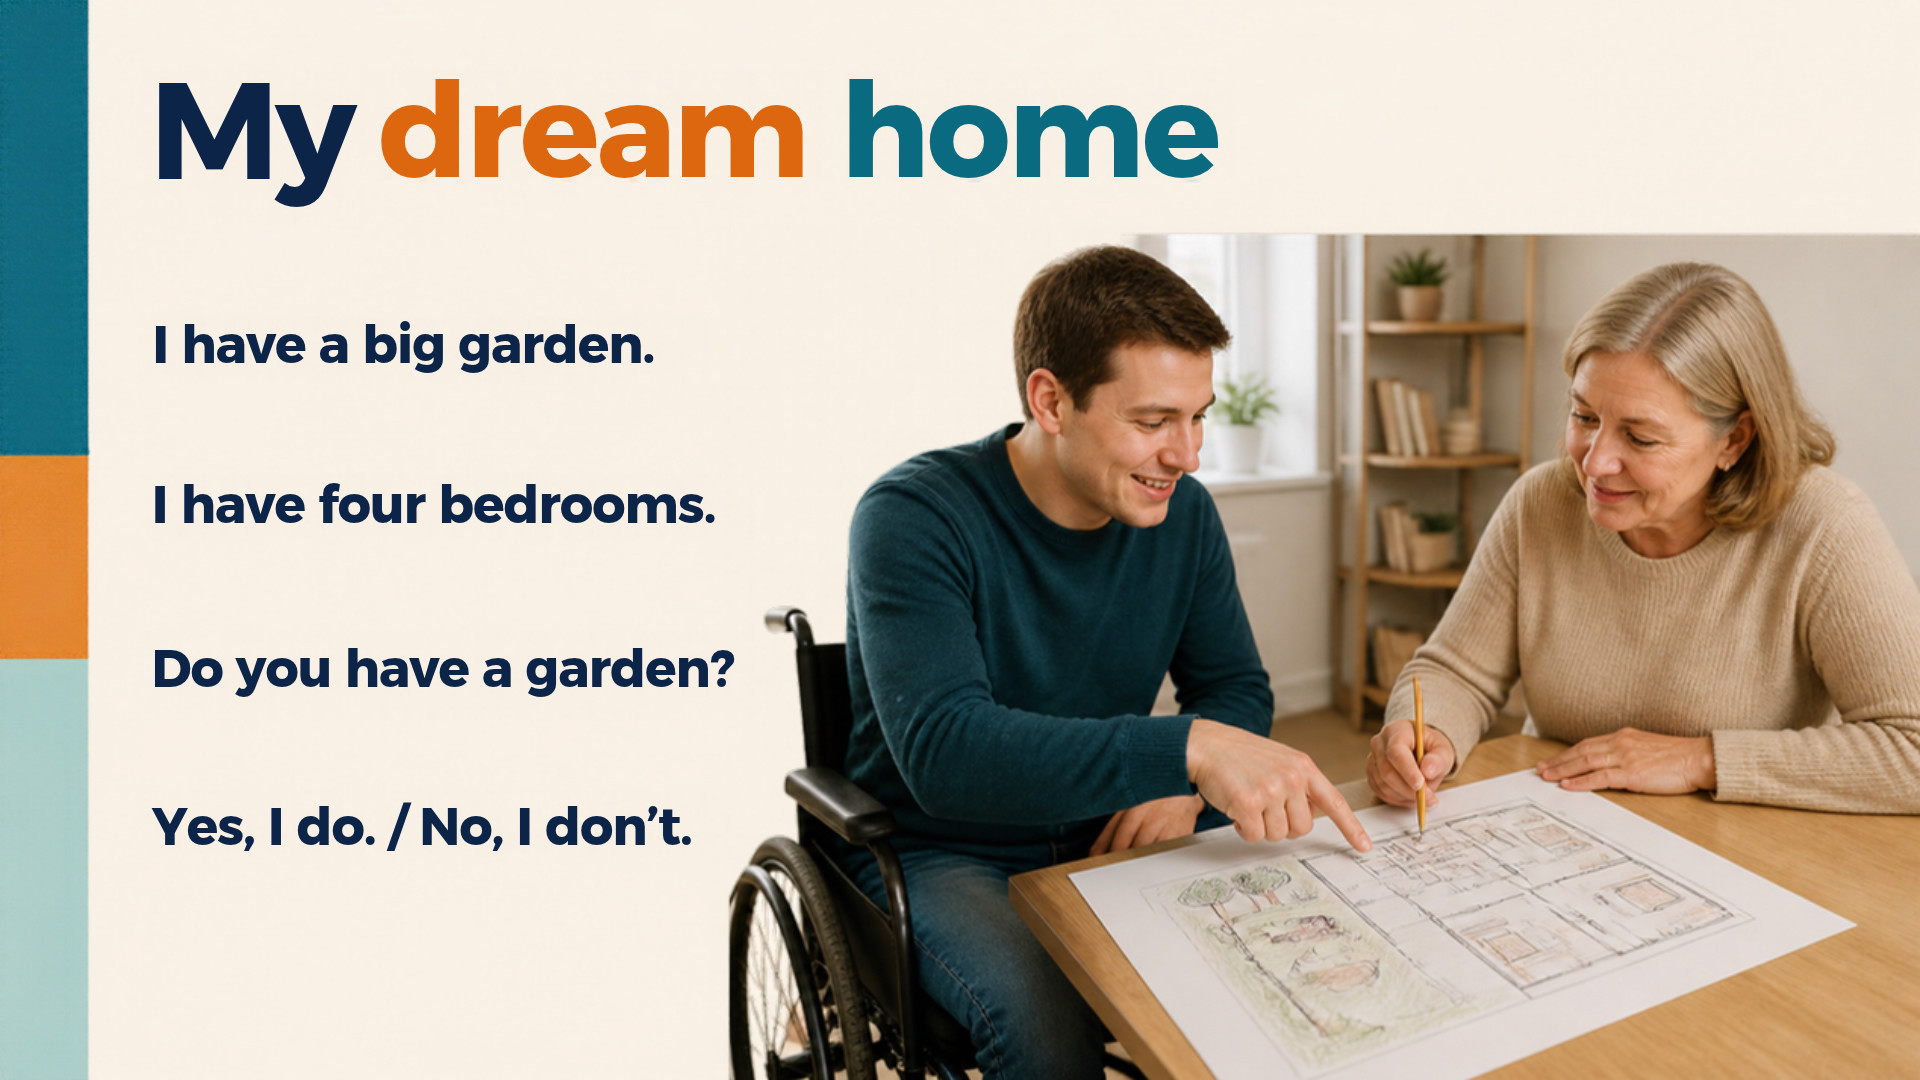 My dream home
I have a big garden.
I have four bedrooms.
Do you have a garden?
Yes, I do. / No, I don’t.